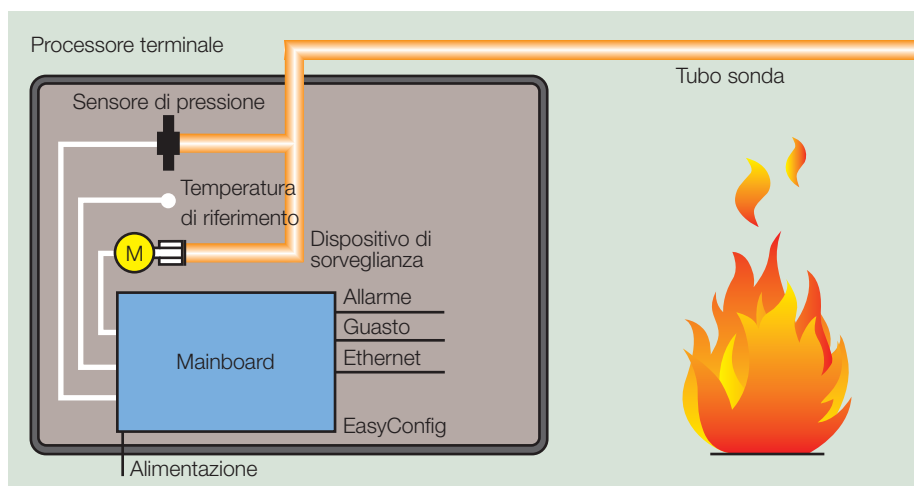 Processore terminale
Tubo sonda
Sensore di pressione
Temperatura
di riferimento
M
Dispositivo di
sorveglianza
Allarme
Guasto
Ethernet
Mainboard
EasyConfig
Alimentazione